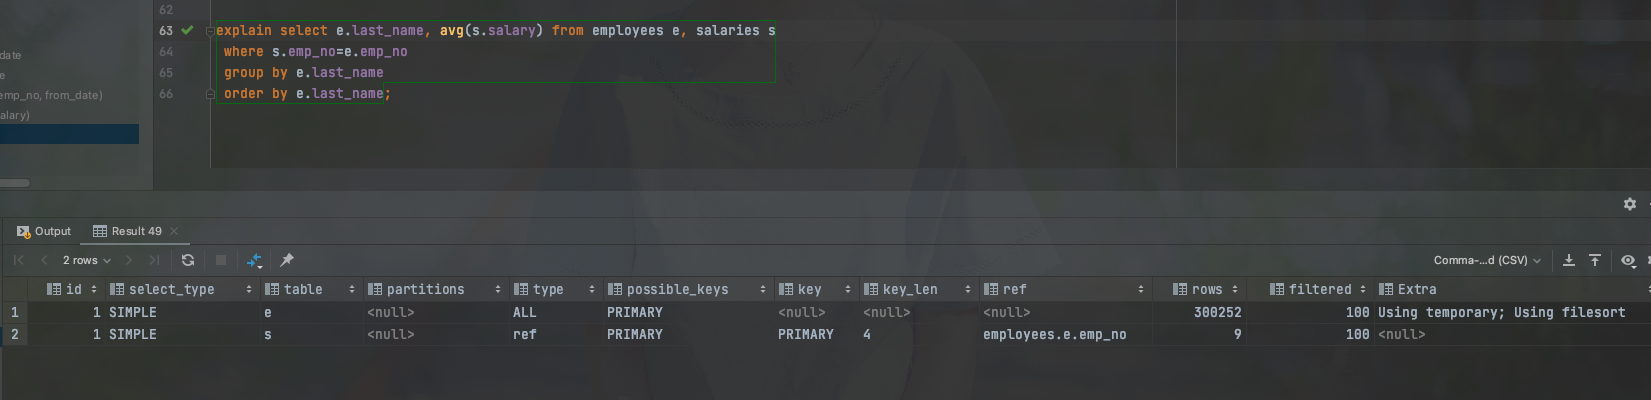 62
63 explain select e.last_name, avg(s.salary) from employees e, salaries s
64 where s.emp_no=e.emp_no
65 group by e.last_name
66 order by e.last_name;
date
e
emp_no, from_date)
alary)
Output Result 49
2 rows Comma-...d (CSV)
id select_type table partitions type possible_keys key key_len ref rows filtered Extra
1 1 SIMPLE e <null> ALL PRIMARY <null> <null> <null> 300252 100 Using temporary; Using filesort
2 1 SIMPLE s <null> ref PRIMARY PRIMARY 4 employees.e.emp_no 9 100 <null>